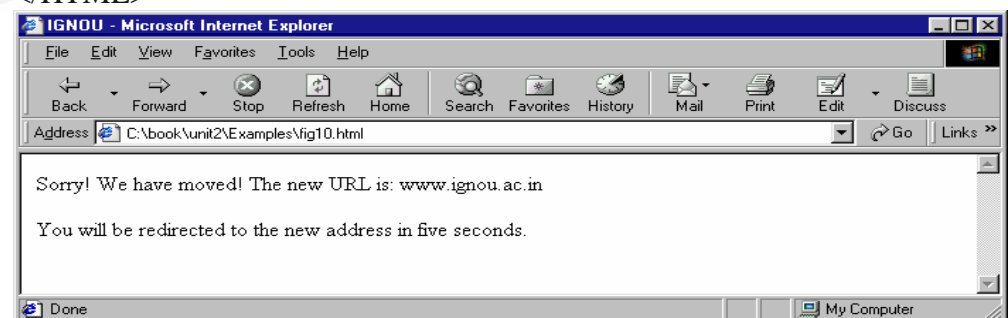 </HTML>
IGNOU - Microsoft Internet Explorer
File Edit View Favorites Tools Help
Back Forward Stop Refresh Home Search Favorites History Mail Print Edit Discuss
Address C:\book\unit2\Examples\fig10.html Go Links »
Sorry! We have moved! The new URL is: www.ignou.ac.in
You will be redirected to the new address in five seconds.
Done My Computer